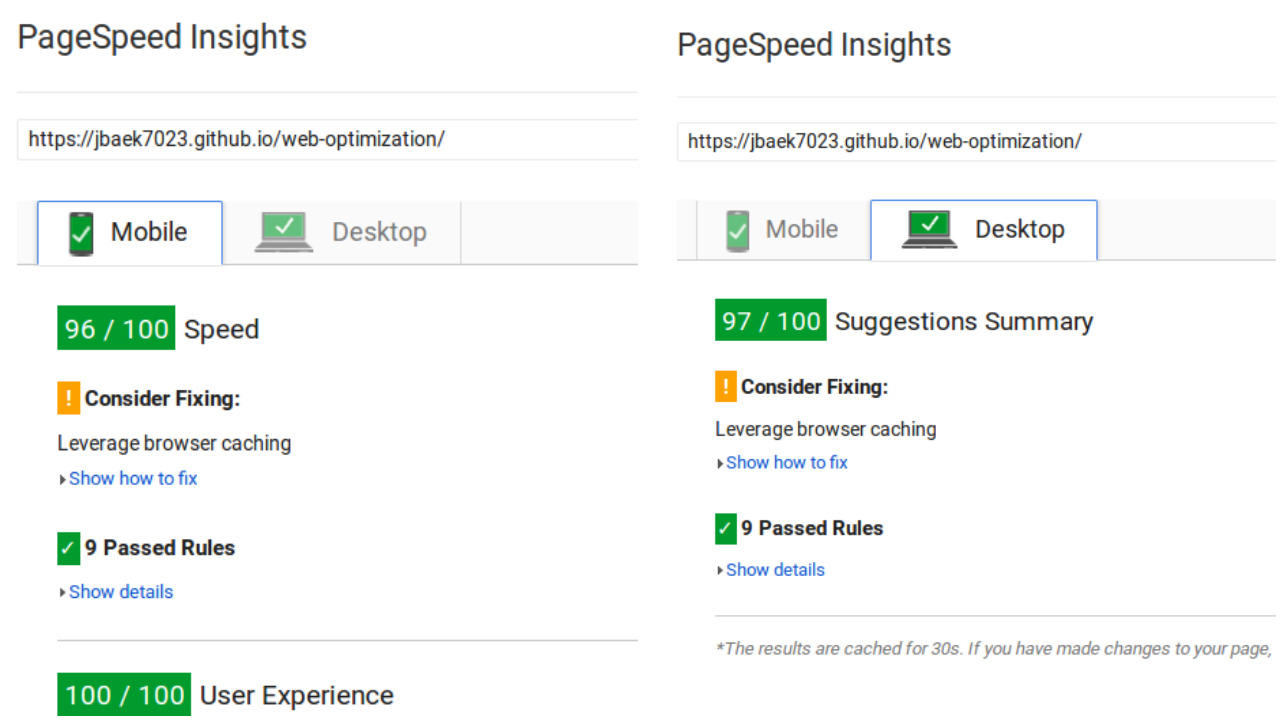 PageSpeed Insights
https://jbaek7023.github.io/web-optimization/
Mobile
Desktop
96 / 100 Speed
! Consider Fixing:
Leverage browser caching
Show how to fix
✓ 9 Passed Rules
Show details
100 / 100 User Experience
PageSpeed Insights
https://jbaek7023.github.io/web-optimization/
Mobile
Desktop
97 / 100 Suggestions Summary
! Consider Fixing:
Leverage browser caching
Show how to fix
✓ 9 Passed Rules
Show details
*The results are cached for 30s. If you have made changes to your page,